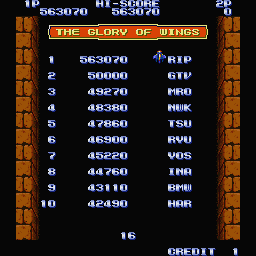 1P HI-SCORE 2P
563070 563070 0
THE GLORY OF WINGS
1 563070 RIP
2 50000 GTV
3 49270 MRO
4 48380 NWK
5 47860 TSU
6 46900 RYU
7 45220 YOS
8 44760 INA
9 43110 BMW
10 42490 HAR
16
CREDIT 1